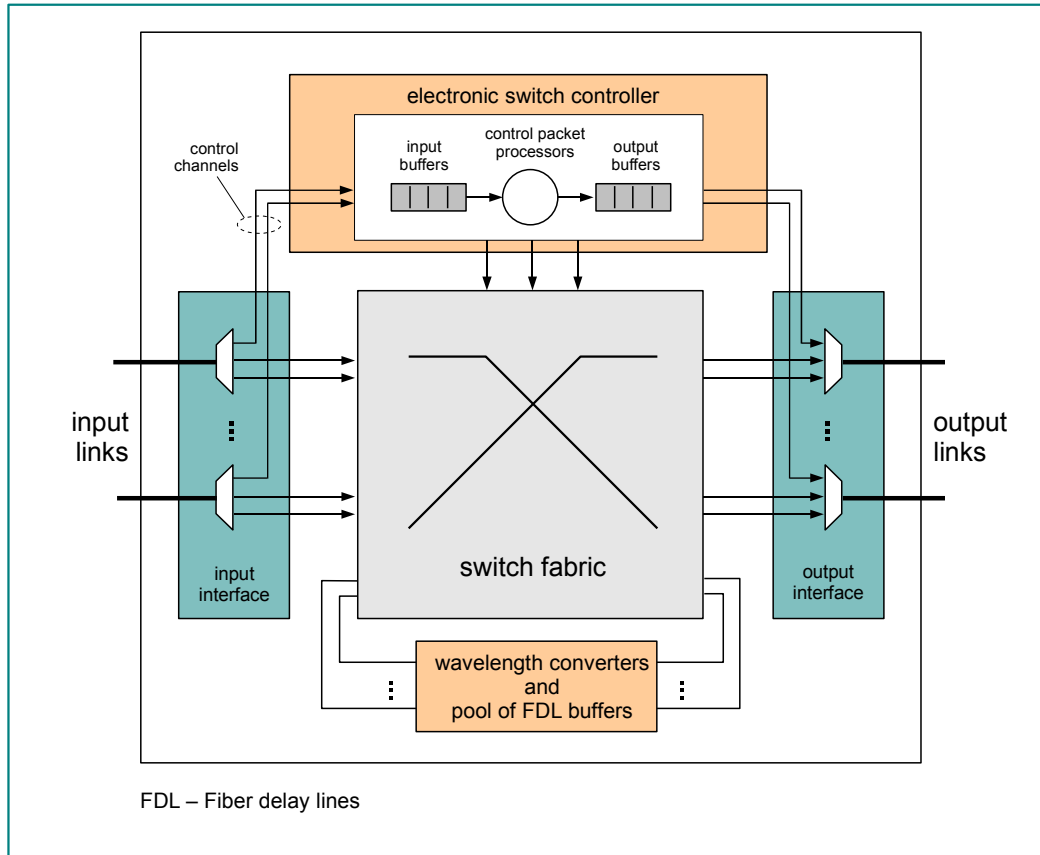 electronic switch controller
control packet
processors
input
buffers
output
buffers
control
channels
input
links
output
links
switch fabric
input
interface
output
interface
wavelength converters
and
pool of FDL buffers
FDL – Fiber delay lines